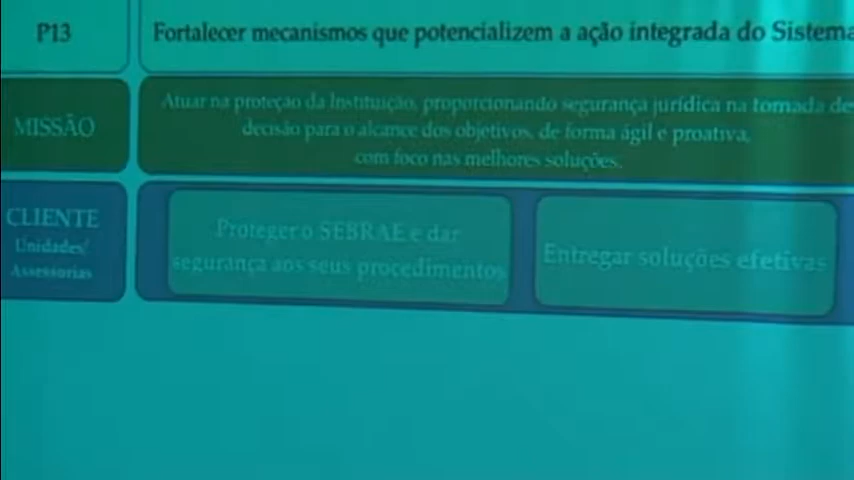 P13
Fortalecer mecanismos que potencializem a ação integrada do Sistema
MISSÃO
Atuar na proteção da Instituição, proporcionando segurança jurídica na tomada de
decisão para o alcance dos objetivos, de forma ágil e proativa,
com foco nas melhores soluções.
CLIENTE
Unidades/
Assessorias
Proteger o SEBRAE e dar
segurança aos seus procedimentos
Entregar soluções efetivas